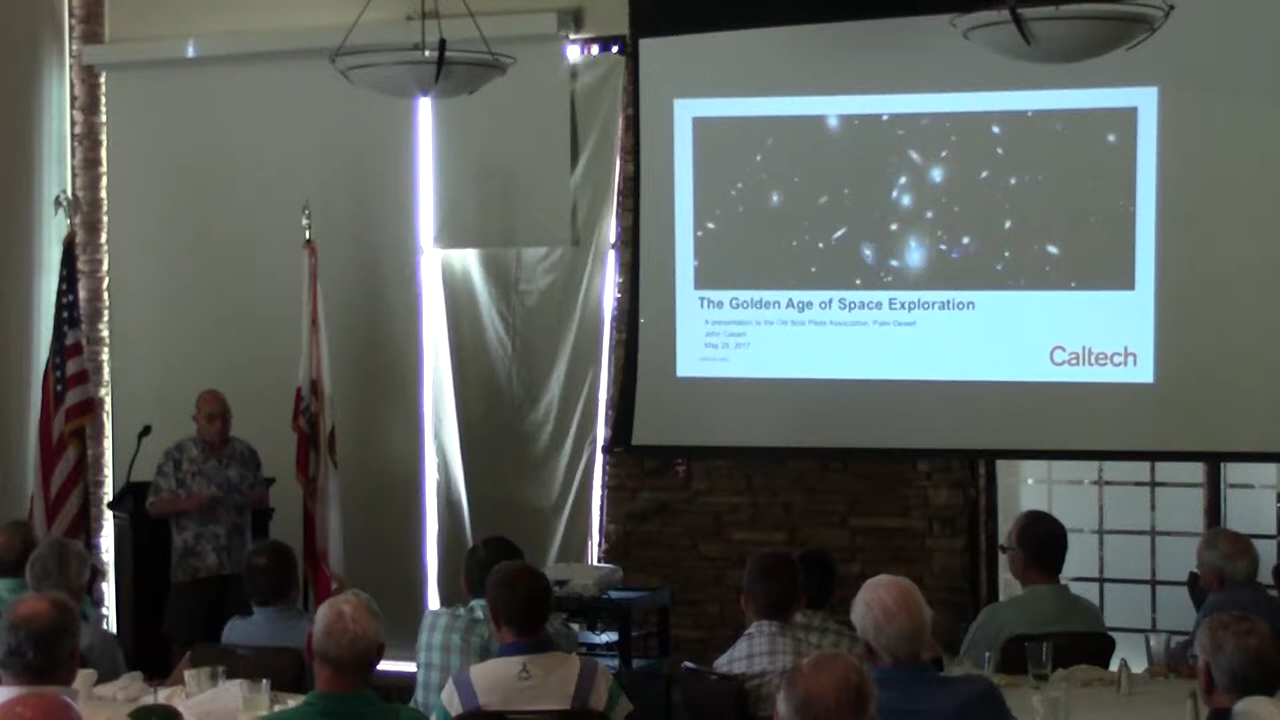 The Golden Age of Space Exploration
A presentation to the Old Bold Pilots Association, Palm Desert
John Casani
May 25, 2017
Caltech